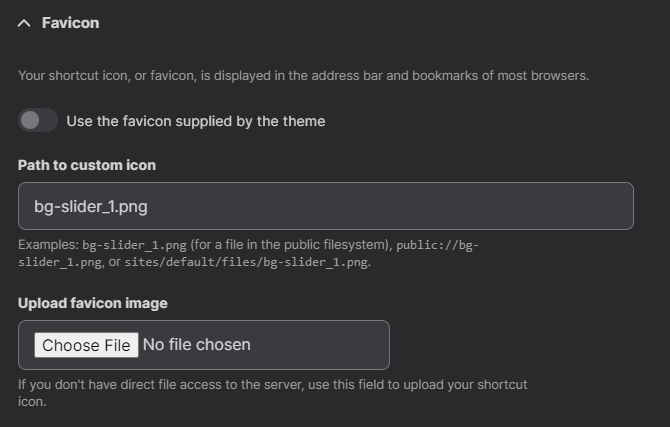 Favicon
Your shortcut icon, or favicon, is displayed in the address bar and bookmarks of most browsers.
Use the favicon supplied by the theme
Path to custom icon
bg-slider_1.png
Examples: bg-slider_1.png (for a file in the public filesystem), public://bg-
slider_1.png, or sites/default/files/bg-slider_1.png.
Upload favicon image
Choose File No file chosen
If you don't have direct file access to the server, use this field to upload your shortcut
icon.